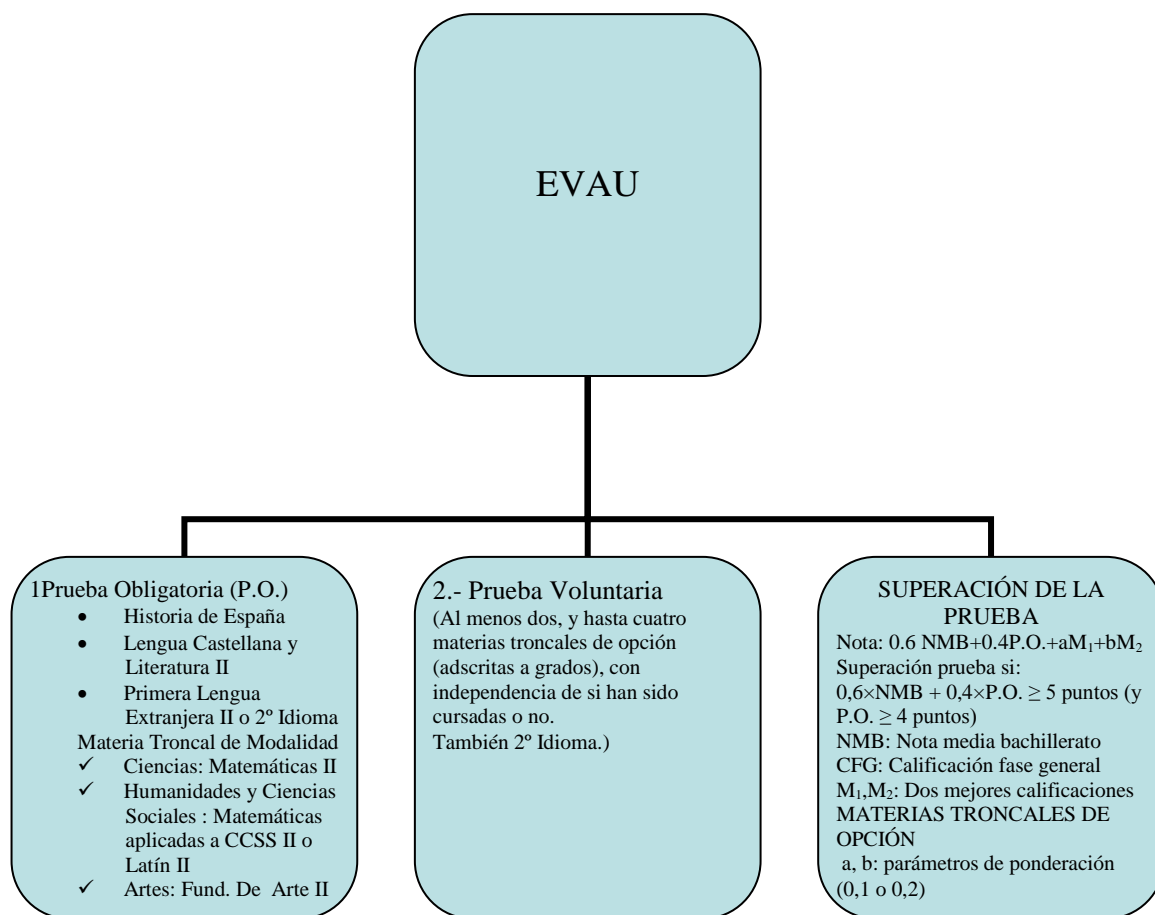 EVAU
1Prueba Obligatoria (P.O.)
• Historia de España
• Lengua Castellana y
Literatura II
• Primera Lengua
Extranjera II o 2º Idioma
Materia Troncal de Modalidad
✓ Ciencias: Matemáticas II
✓ Humanidades y Ciencias
Sociales : Matemáticas
aplicadas a CCSS II o
Latín II
✓ Artes: Fund. De Arte II
2.- Prueba Voluntaria
(Al menos dos, y hasta cuatro
materias troncales de opción
(adscritas a grados), con
independencia de si han sido
cursadas o no.
También 2º Idioma.)
SUPERACIÓN DE LA
PRUEBA
Nota: 0.6 NMB+0.4P.O.+aM₁+bM₂
Superación prueba si:
0,6×NMB + 0,4×P.O. ≥ 5 puntos (y
P.O. ≥ 4 puntos)
NMB: Nota media bachillerato
CFG: Calificación fase general
M₁,M₂: Dos mejores calificaciones
MATERIAS TRONCALES DE
OPCIÓN
a, b: parámetros de ponderación
(0,1 o 0,2)